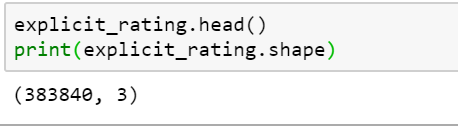 explicit_rating.head()
print(explicit_rating.shape)
(383840, 3)